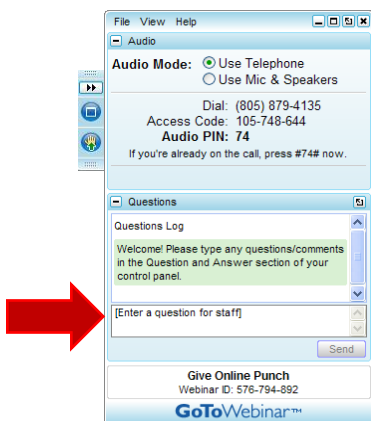 File View Help
Audio
Audio Mode: Use Telephone
Use Mic & Speakers
Dial: (805) 879-4135
Access Code: 105-748-644
Audio PIN: 74
If you're already on the call, press #74# now.
Questions
Questions Log
Welcome! Please type any questions/comments
in the Question and Answer section of your
control panel.
[Enter a question for staff]
Send
Give Online Punch
Webinar ID: 576-794-892
GoToWebinar™